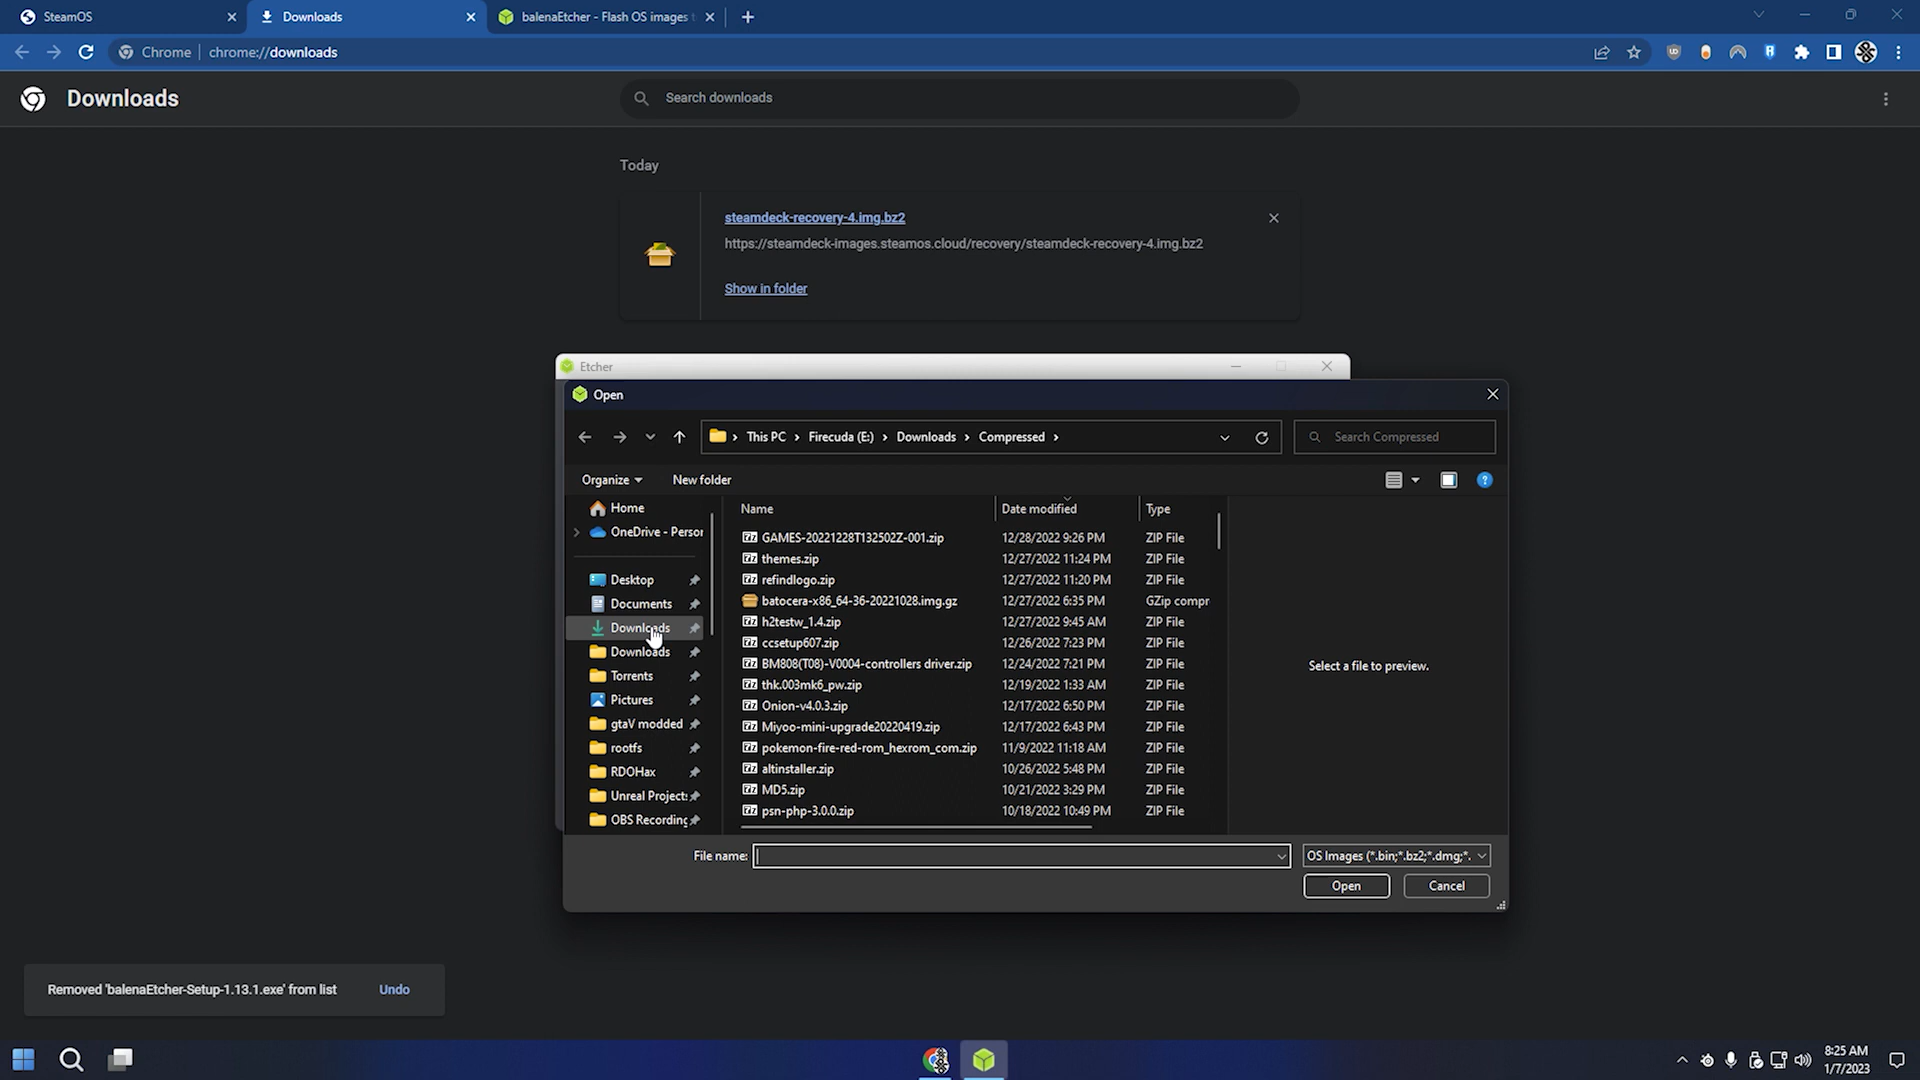 SteamOS
Downloads
balenaEtcher - Flash OS images
Chrome
chrome://downloads
Downloads
Search downloads
Today
steamdeck-recovery-4.img.bz2
https://steamdeck-images.steamos.cloud/recovery/steamdeck-recovery-4.img.bz2
Show in folder
Etcher
Open
This PC > Firecuda (E:) > Downloads > Compressed >
Search Compressed
Organize
New folder
Home
OneDrive - Person
Desktop
Documents
Downloads
Downloads
Torrents
Pictures
gtaV modded
rootfs
RDOHax
Unreal Projects
OBS Recording
Name Date modified Type
GAMES-20221228T132502Z-001.zip 12/28/2022 9:26 PM ZIP File
themes.zip 12/27/2022 11:24 PM ZIP File
refindlogo.zip 12/27/2022 11:20 PM ZIP File
batocera-x86_64-36-20221028.img.gz 12/27/2022 6:35 PM GZip compr
h2testw_1.4.zip 12/27/2022 9:45 AM ZIP File
ccsetup607.zip 12/26/2022 7:23 PM ZIP File
BM808(T08)-V0004-controllers driver.zip 12/24/2022 7:21 PM ZIP File
thk.003mk6_pw.zip 12/19/2022 1:33 AM ZIP File
Onion-v4.0.3.zip 12/17/2022 6:50 PM ZIP File
Miyoo-mini-upgrade20220419.zip 12/17/2022 6:43 PM ZIP File
pokemon-fire-red-rom_hexrom_com.zip 11/9/2022 11:18 AM ZIP File
altinstaller.zip 10/26/2022 5:48 PM ZIP File
MD5.zip 10/21/2022 3:29 PM ZIP File
psn-php-3.0.0.zip 10/18/2022 10:49 PM ZIP File
Select a file to preview.
File name:
OS Images (*.bin;*.bz2;*.dmg;*.
Open
Cancel
Removed 'balenaEtcher-Setup-1.13.1.exe' from list
Undo
8:25 AM
1/7/2023